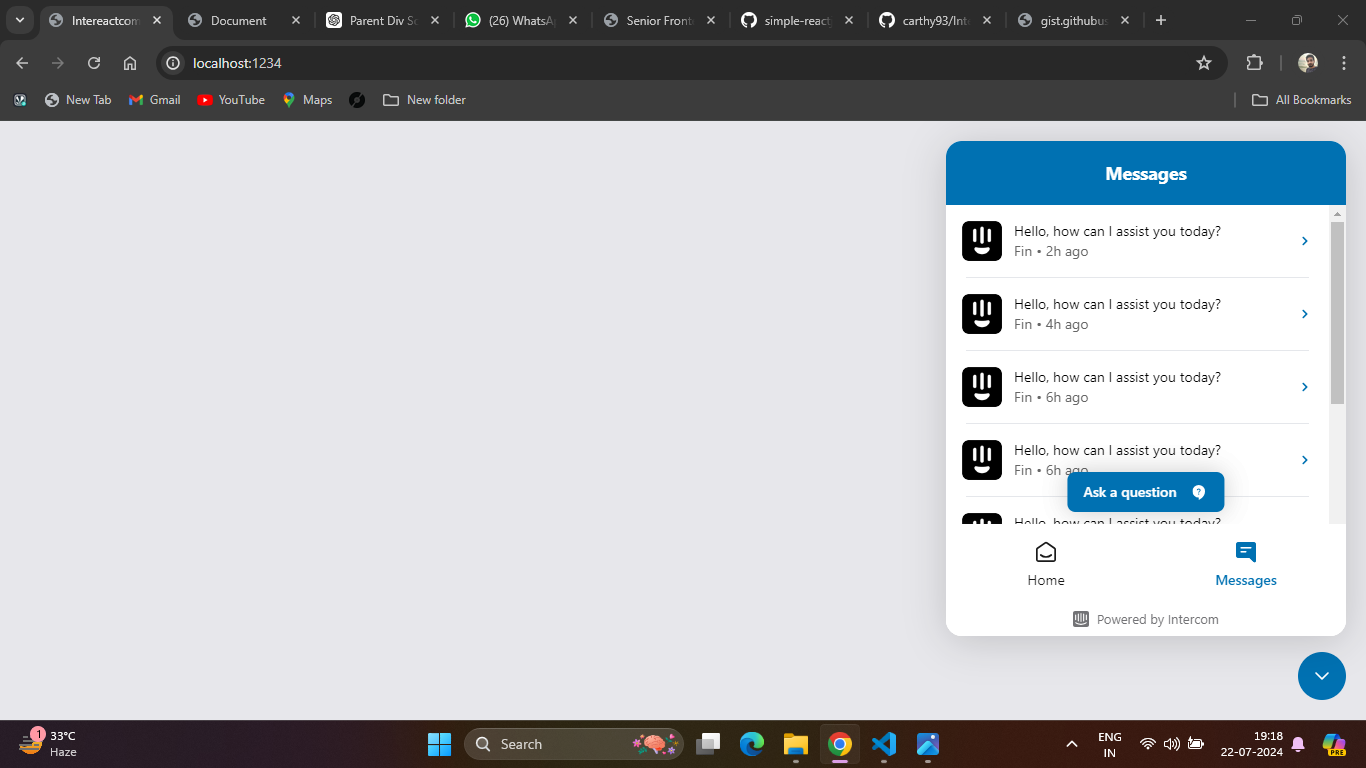 Intereactcom
Document
Parent Div Sc
(26) WhatsAp
Senior Fronte
simple-react
carthy93/Inte
gist.githubus
localhost:1234
New Tab
Gmail
YouTube
Maps
New folder
All Bookmarks
Messages
Hello, how can I assist you today?
Fin • 2h ago
Hello, how can I assist you today?
Fin • 4h ago
Hello, how can I assist you today?
Fin • 6h ago
Hello, how can I assist you today?
Fin • 6h ago
Ask a question
Hello, how can I assist you today?
Home
Messages
Powered by Intercom
1
33°C
Haze
Search
ENG
IN
19:18
22-07-2024
PRE